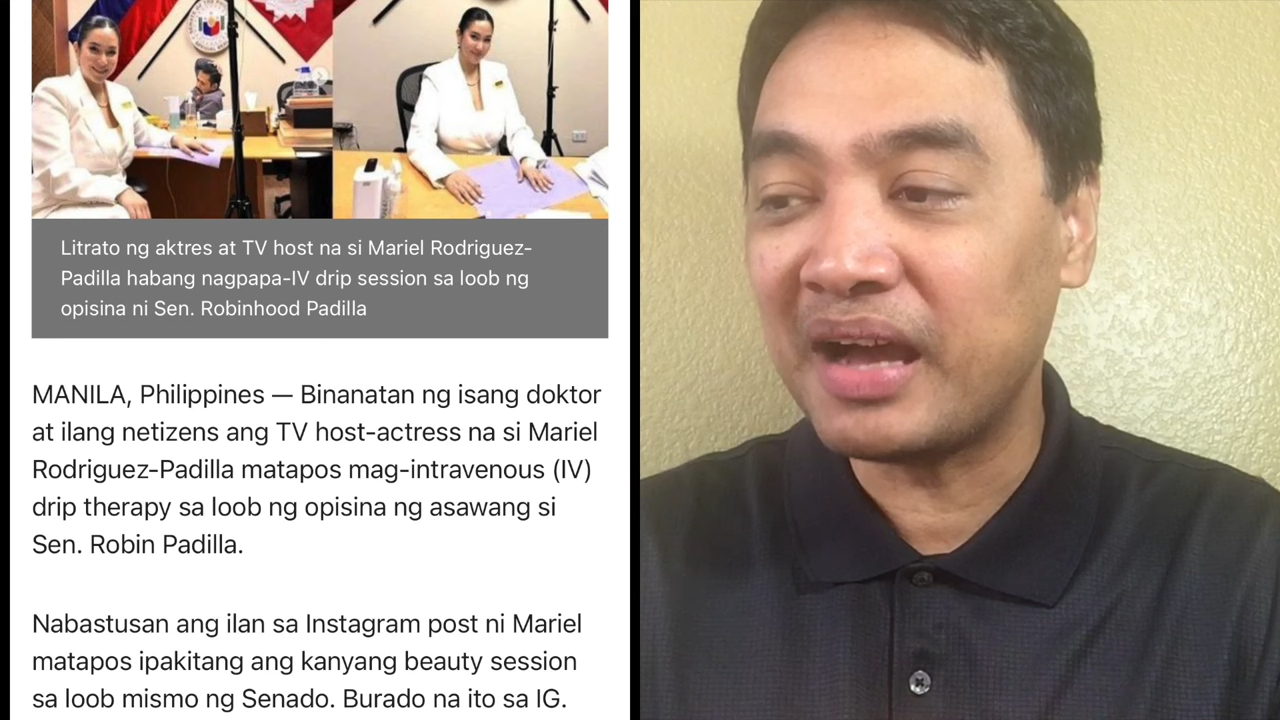 Litrato ng aktres at TV host na si Mariel Rodriguez-
Padilla habang nagpapa-IV drip session sa loob ng
opisina ni Sen. Robinhood Padilla
MANILA, Philippines — Binanatan ng isang doktor
at ilang netizens ang TV host-actress na si Mariel
Rodriguez-Padilla matapos mag-intravenous (IV)
drip therapy sa loob ng opisina ng asawang si
Sen. Robin Padilla.
Nabastusan ang ilan sa Instagram post ni Mariel
matapos ipakitang ang kanyang beauty session
sa loob mismo ng Senado. Burado na ito sa IG.